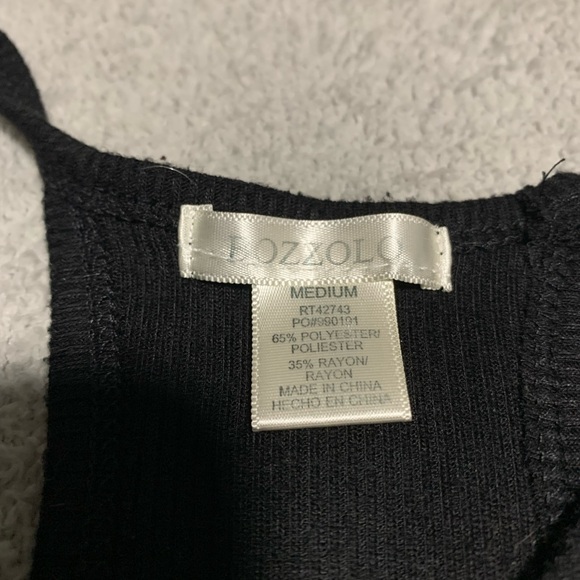 BOZZOLO
MEDIUM
RT42743
PO#990191
65% POLYESTER/
POLIESTER
35% RAYON/
RAYON
MADE IN CHINA
HECHO EN CHINA